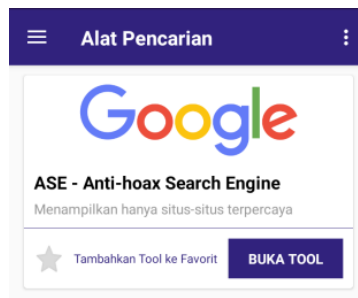 Alat Pencarian
Google
ASE - Anti-hoax Search Engine
Menampilkan hanya situs-situs terpercaya
Tambahkan Tool ke Favorit
BUKA TOOL